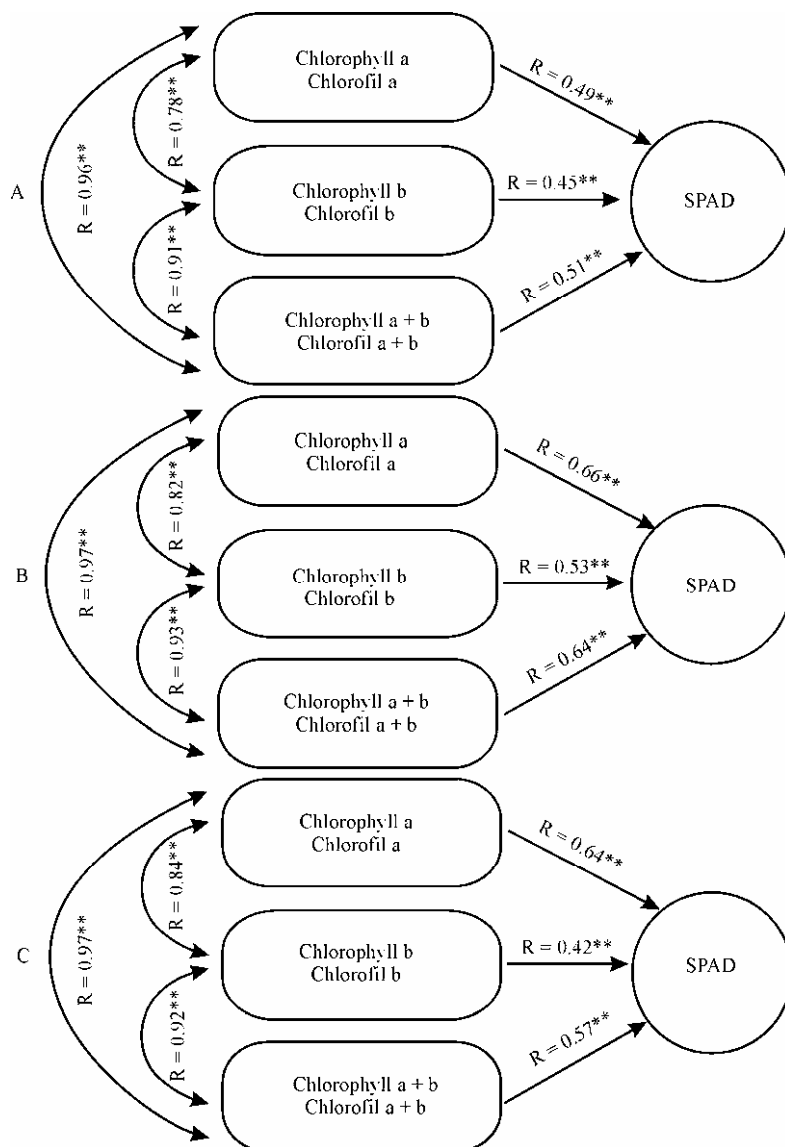 Chlorophyll a
Chlorofil a
R = 0.49**
R = 0.78**
R = 0.96**
A
Chlorophyll b
Chlorofil b
R = 0.45**
SPAD
R = 0.91**
R = 0.51**
Chlorophyll a + b
Chlorofil a + b
Chlorophyll a
Chlorofil a
R = 0.66**
R = 0.82**
R = 0.97**
B
Chlorophyll b
Chlorofil b
R = 0.53**
SPAD
R = 0.93**
R = 0.64**
Chlorophyll a + b
Chlorofil a + b
Chlorophyll a
Chlorofil a
R = 0.64**
R = 0.84**
R = 0.97**
C
Chlorophyll b
Chlorofil b
R = 0.42**
SPAD
R = 0.92**
R = 0.57**
Chlorophyll a + b
Chlorofil a + b